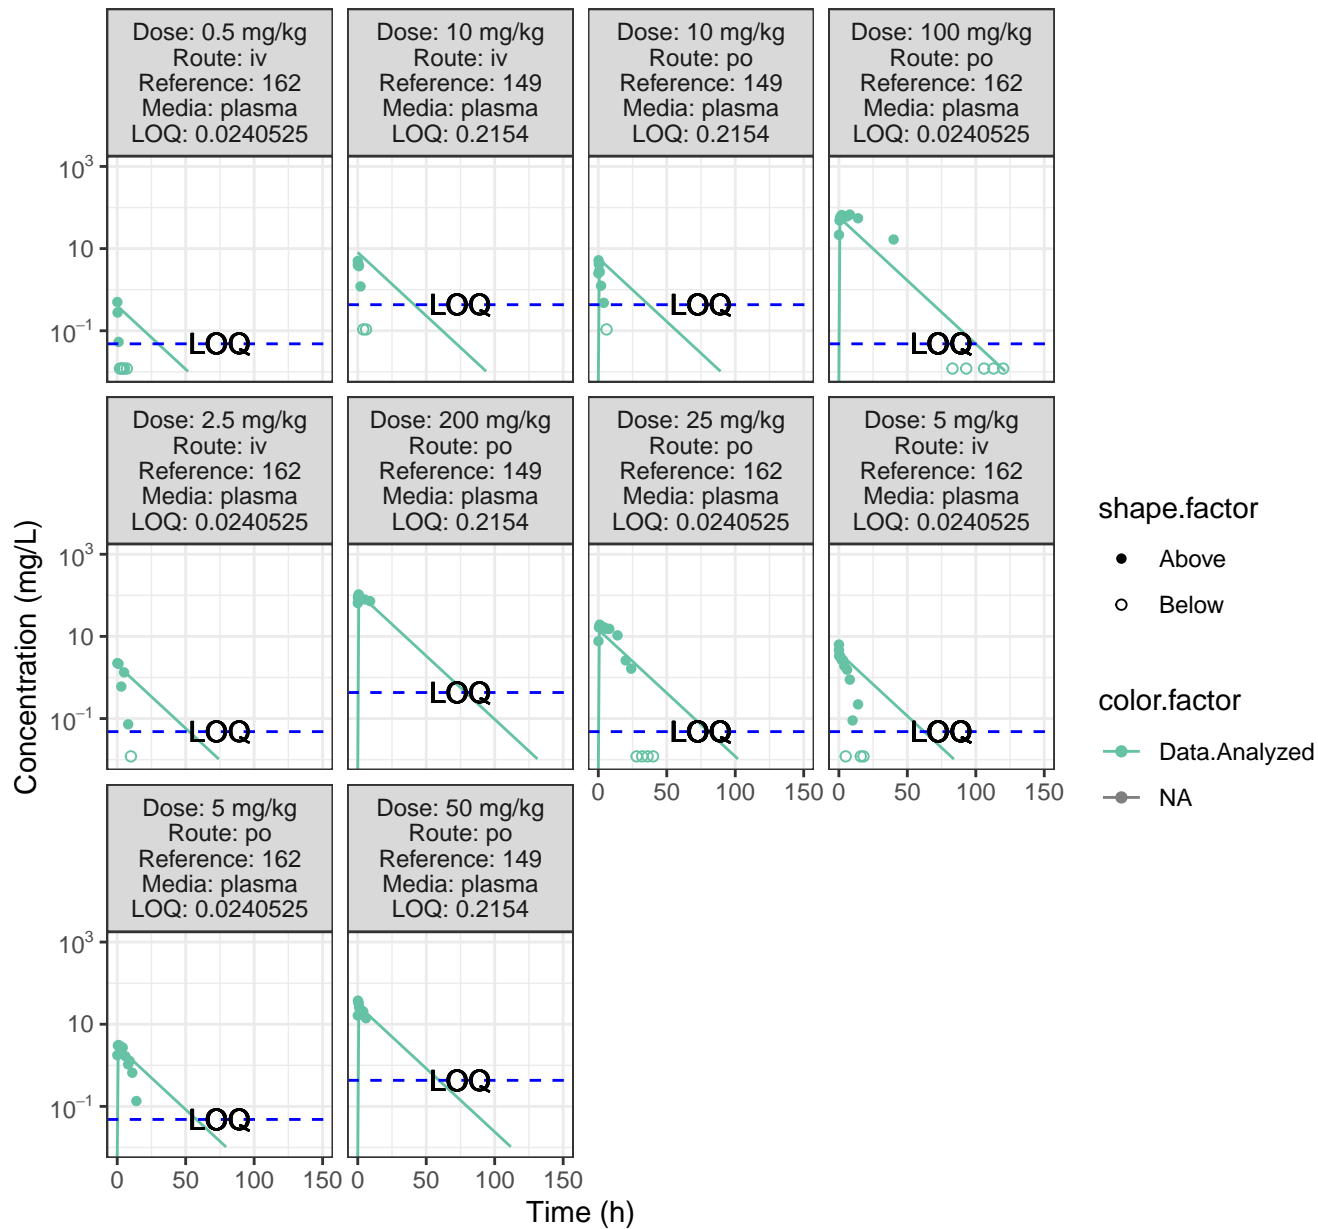 Dose: 0.5 mg/kg
Route: iv
Reference: 162
Media: plasma
LOQ: 0.0240525
Dose: 10 mg/kg
Route: iv
Reference: 149
Media: plasma
LOQ: 0.2154
Dose: 10 mg/kg
Route: po
Reference: 149
Media: plasma
LOQ: 0.2154
Dose: 100 mg/kg
Route: po
Reference: 162
Media: plasma
LOQ: 0.0240525
10³
10
10⁻¹
LOQ
LOQ
LOQ
LOQ
Dose: 2.5 mg/kg
Route: iv
Reference: 162
Media: plasma
LOQ: 0.0240525
Dose: 200 mg/kg
Route: po
Reference: 149
Media: plasma
LOQ: 0.2154
Dose: 25 mg/kg
Route: po
Reference: 162
Media: plasma
LOQ: 0.0240525
Dose: 5 mg/kg
Route: iv
Reference: 162
Media: plasma
LOQ: 0.0240525
10³
10
10⁻¹
LOQ
LOQ
LOQ
LOQ
0 50 100 150
0 50 100 150
Dose: 5 mg/kg
Route: po
Reference: 162
Media: plasma
LOQ: 0.0240525
Dose: 50 mg/kg
Route: po
Reference: 149
Media: plasma
LOQ: 0.2154
10³
10
10⁻¹
LOQ
LOQ
0 50 100 150
0 50 100 150
Time (h)
Concentration (mg/L)
shape.factor
Above
Below
color.factor
Data.Analyzed
NA